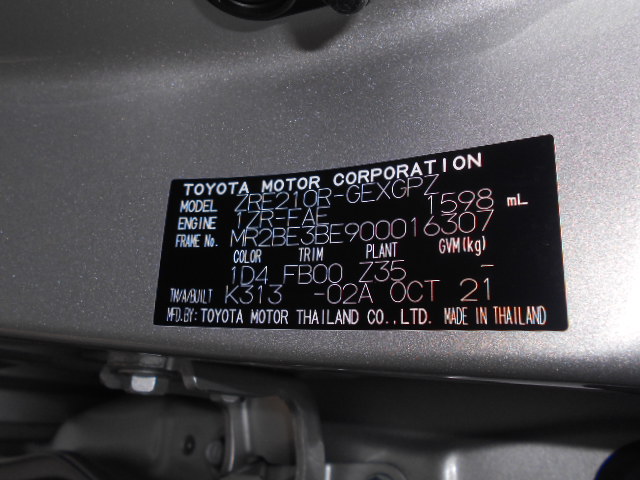 TOYOTA MOTOR CORPORATION
MODEL ZRE210R-GEXGPZ
ENGINE 1ZR-FAE 1598 mL
FRAME No. MR2BE3BE900016307
COLOR TRIM PLANT GVM(kg)
1D4 FB00 Z35 -
TM/A/BUILT K313 -02A OCT 21
MFD.BY: TOYOTA MOTOR THAILAND CO.,LTD. MADE IN THAILAND